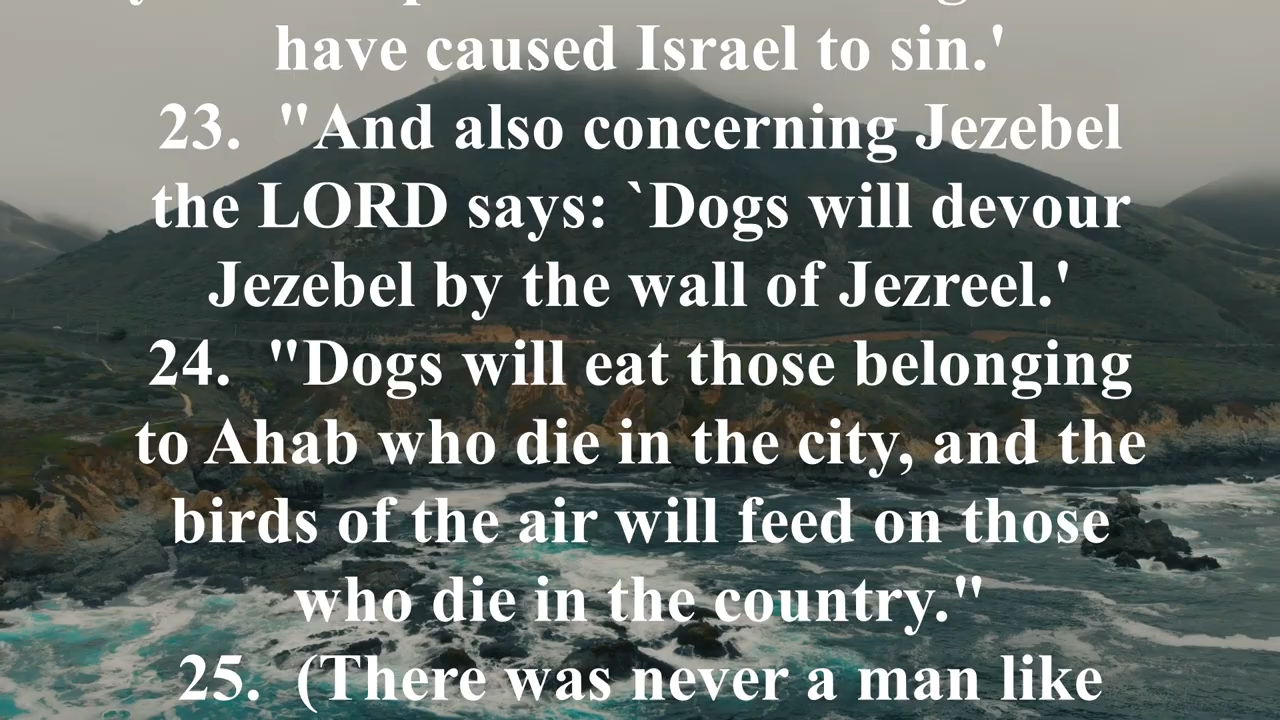 have caused Israel to sin.'
23.  "And also concerning Jezebel
the LORD says: `Dogs will devour
Jezebel by the wall of Jezreel.'
24.  "Dogs will eat those belonging
to Ahab who die in the city, and the
birds of the air will feed on those
who die in the country."
25.  (There was never a man like